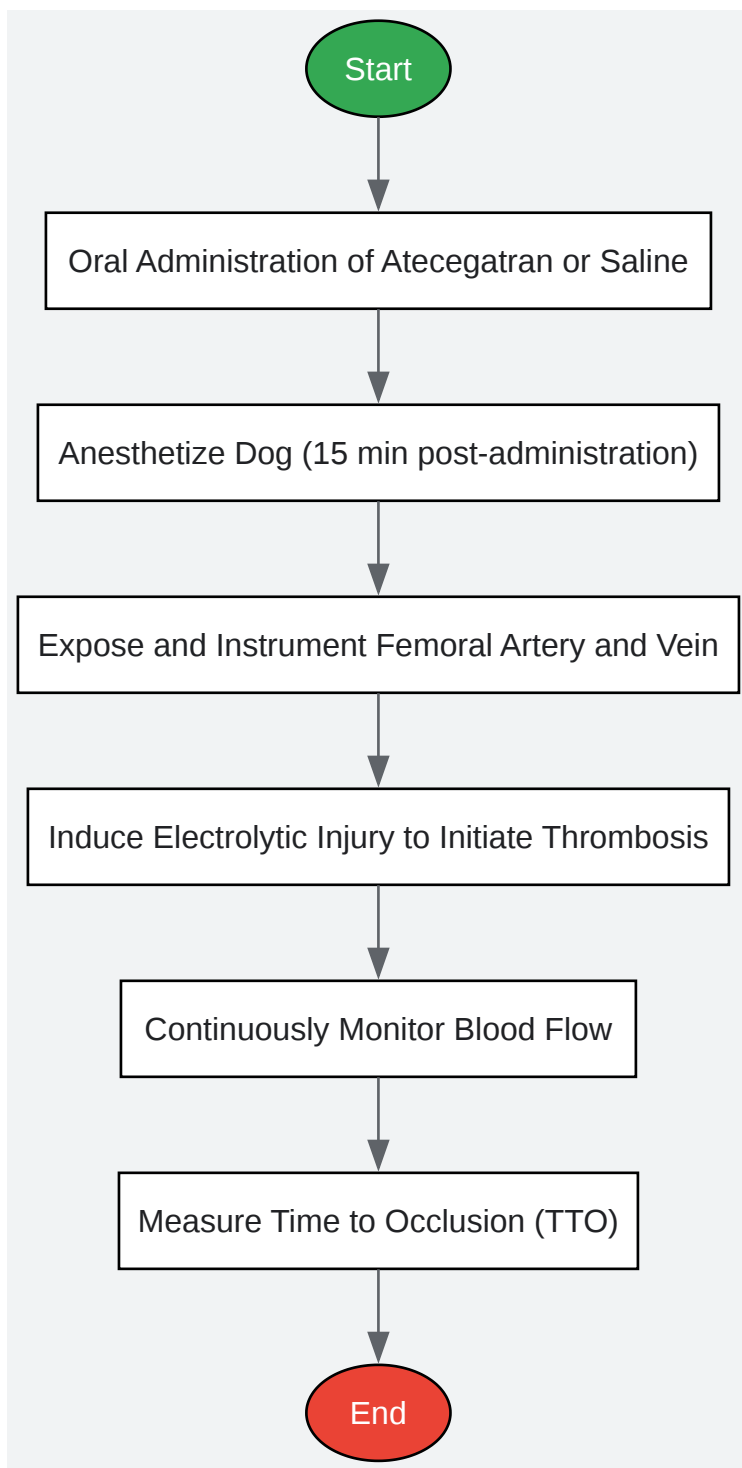 Start
Oral Administration of Atecegatran or Saline
Anesthetize Dog (15 min post-administration)
Expose and Instrument Femoral Artery and Vein
Induce Electrolytic Injury to Initiate Thrombosis
Continuously Monitor Blood Flow
Measure Time to Occlusion (TTO)
End